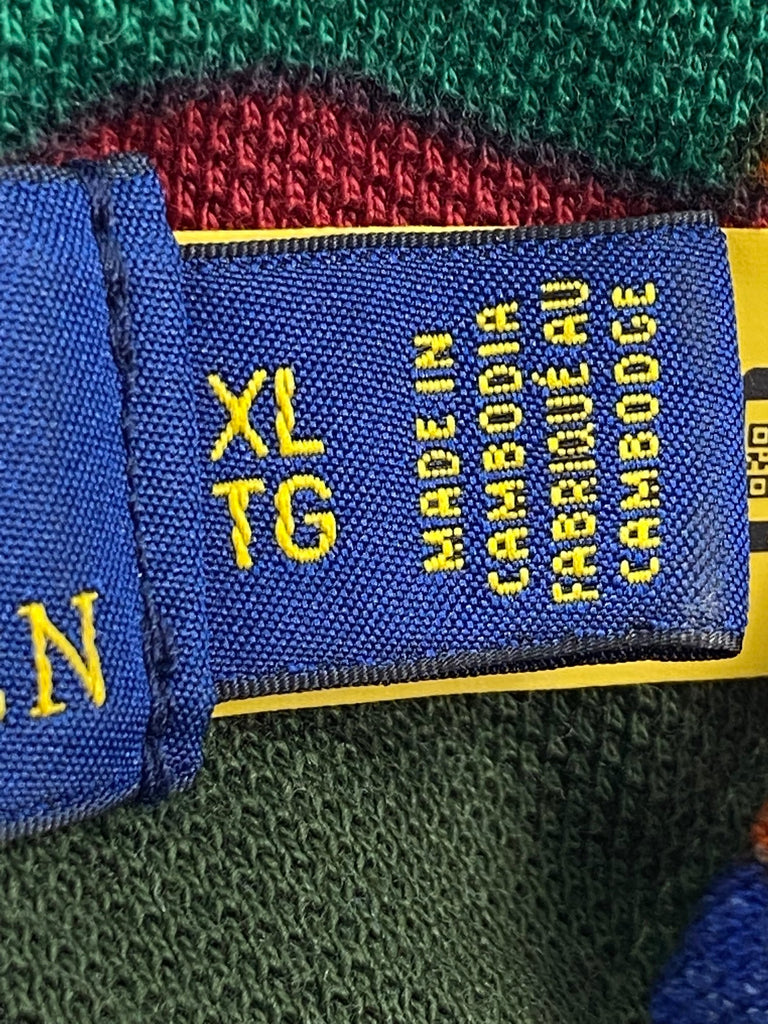 XL
TG
MADE IN
CAMBODIA
FABRIQUÉ AU
CAMBODGE
N